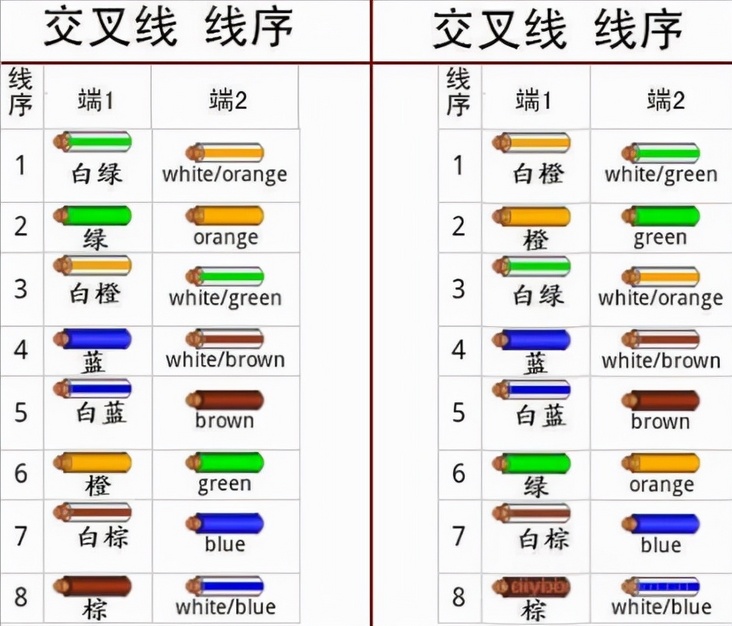 交叉线 线序
线序 端1 端2
1 白绿 white/orange
2 绿 orange
3 白橙 white/green
4 蓝 white/brown
5 白蓝 brown
6 橙 green
7 白棕 blue
8 棕 white/blue
交叉线 线序
线序 端1 端2
1 白橙 white/green
2 橙 green
3 白绿 white/orange
4 蓝 white/brown
5 白蓝 brown
6 绿 orange
7 白棕 blue
8 棕 white/blue